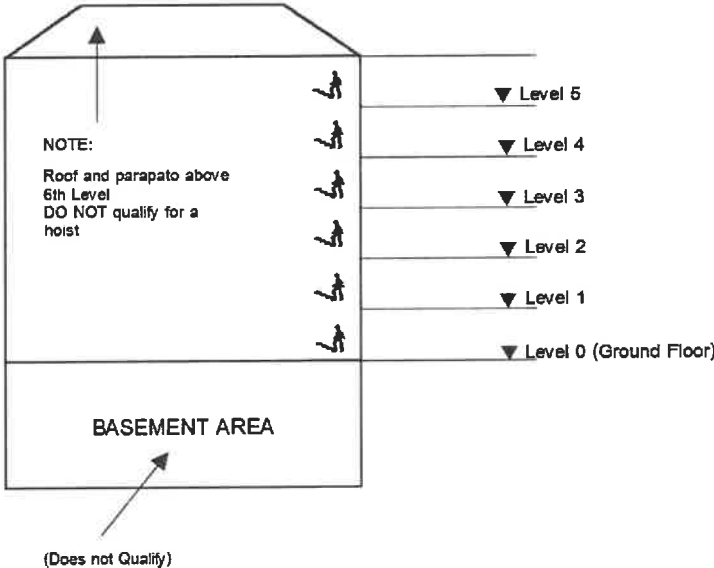 Level 5
NOTE:
Level 4
Roof and parapato above
6th Level
DO NOT qualify for a
hoist
Level 3
Level 2
Level 1
Level 0 (Ground Floor)
BASEMENT AREA
(Does not Qualify)